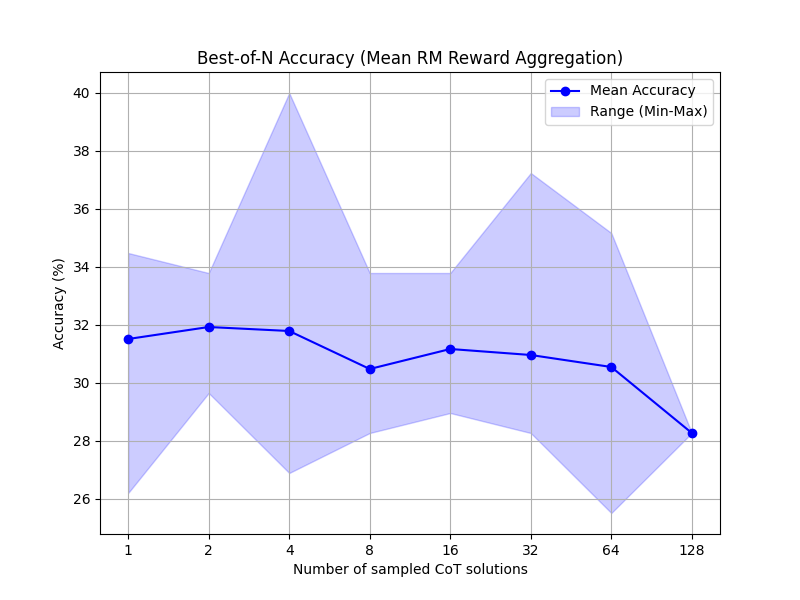 Best-of-N Accuracy (Mean RM Reward Aggregation)
Mean Accuracy
Range (Min-Max)
40
38
36
34
32
30
28
26
Accuracy (%)
1 2 4 8 16 32 64 128
Number of sampled CoT solutions